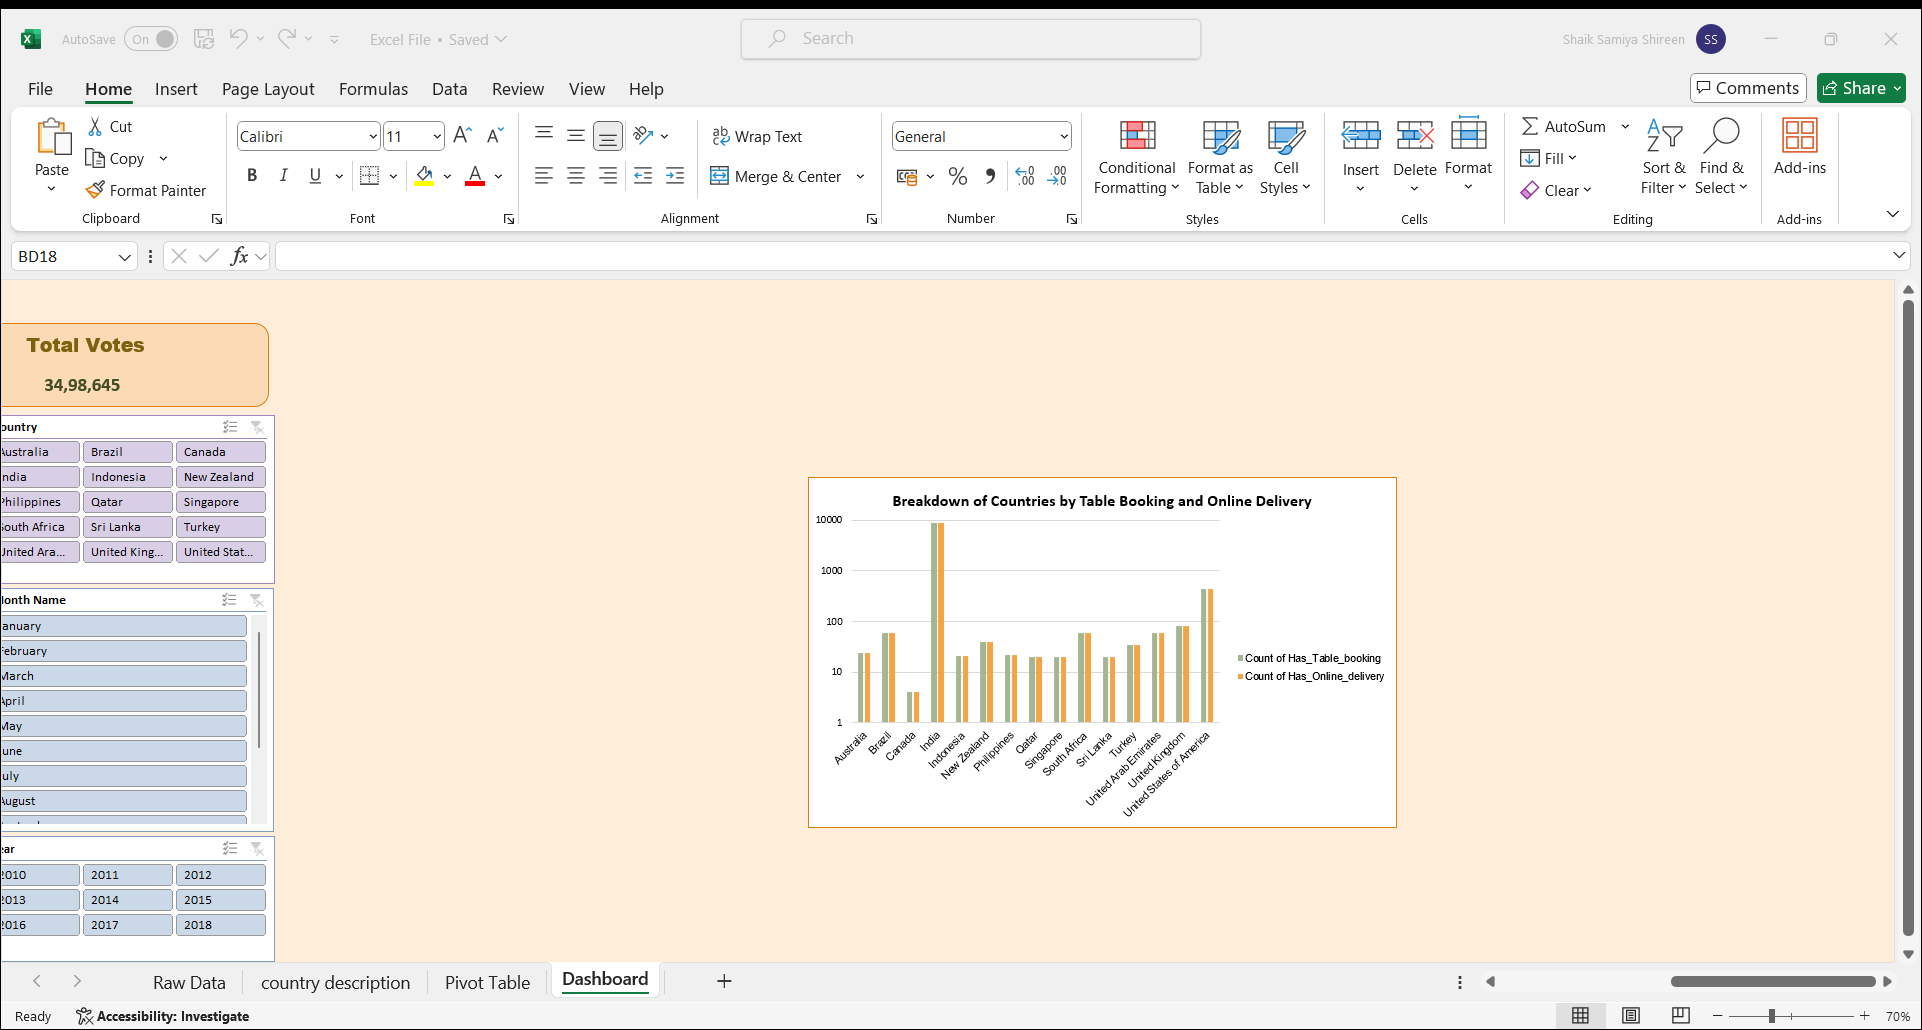 AutoSave On Excel File • Saved Search Shaik Samiya Shireen SS
File Home Insert Page Layout Formulas Data Review View Help Comments Share
Paste Cut Copy Format Painter Clipboard
Calibri 11 B I U A Font
Wrap Text Merge & Center Alignment
General % Number
Conditional Formatting Format as Table Cell Styles Styles
Insert Delete Format Cells
AutoSum Fill Clear Sort & Filter Find & Select Editing
Add-ins Add-ins
BD18 fx
Total Votes
34,98,645
ountry
Australia Brazil Canada
ndia Indonesia New Zealand
Philippines Qatar Singapore
South Africa Sri Lanka Turkey
United Ara... United King... United Stat...
Month Name
anuary
February
March
April
May
une
uly
August
ear
2010 2011 2012
2013 2014 2015
2016 2017 2018
Breakdown of Countries by Table Booking and Online Delivery
10000
1000
100
10
1
Australia
Brazil
Canada
India
Indonesia
New Zealand
Philippines
Qatar
Singapore
South Africa
Sri Lanka
Turkey
United Arab Emirates
United Kingdom
United States of America
Count of Has_Table_booking
Count of Has_Online_delivery
Raw Data country description Pivot Table Dashboard
Ready Accessibility: Investigate 70%